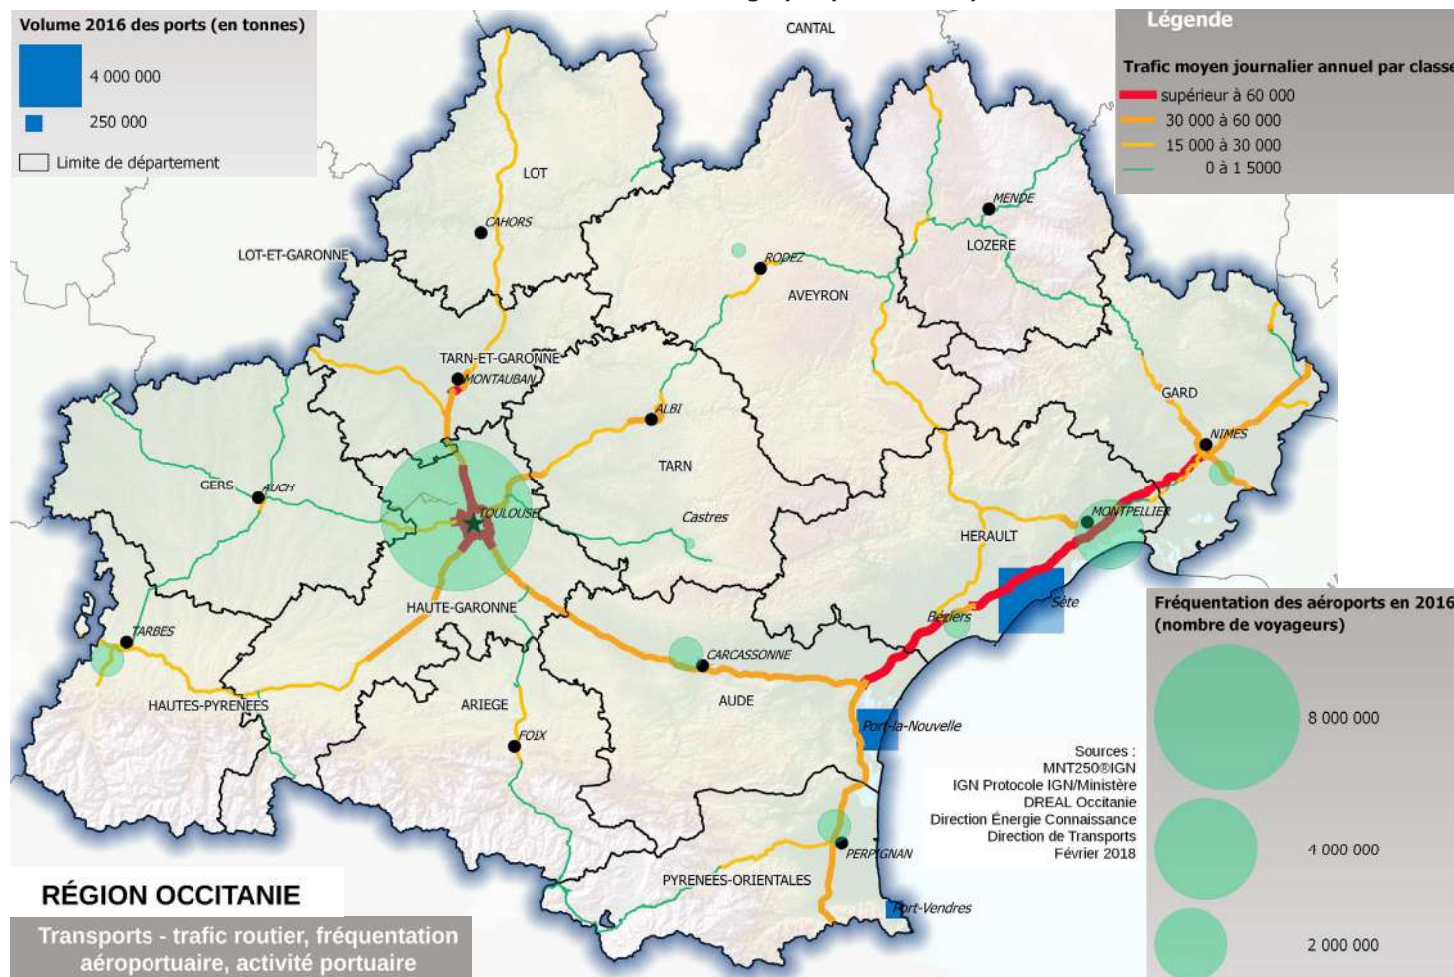 Volume 2016 des ports (en tonnes)
4 000 000
250 000
Limite de département
Légende
Trafic moyen journalier annuel par classe
supérieur à 60 000
30 000 à 60 000
15 000 à 30 000
0 à 1 5000
CANTAL
LOT
CAHORS
LOT-ET-GARONNE
MENDE
LOZERE
RODEZ
AVEYRON
TARN-ET-GARONNE
MONTAUBAN
ALBI
GARD
NIMES
TARN
GERS
AUCH
TOULOUSE
Castres
MONTPELLIER
HERAULT
HAUTE-GARONNE
Béziers
Sète
TARBES
CARCASSONNE
HAUTES-PYRENEES
ARIEGE
AUDE
FOIX
Port-la-Nouvelle
PERPIGNAN
PYRENEES-ORIENTALES
Port-Vendres
Sources :
MNT250®IGN
IGN Protocole IGN/Ministère
DREAL Occitanie
Direction Énergie Connaissance
Direction de Transports
Février 2018
Fréquentation des aéroports en 2016
(nombre de voyageurs)
8 000 000
4 000 000
2 000 000
RÉGION OCCITANIE
Transports - trafic routier, fréquentation
aéroportuaire, activité portuaire